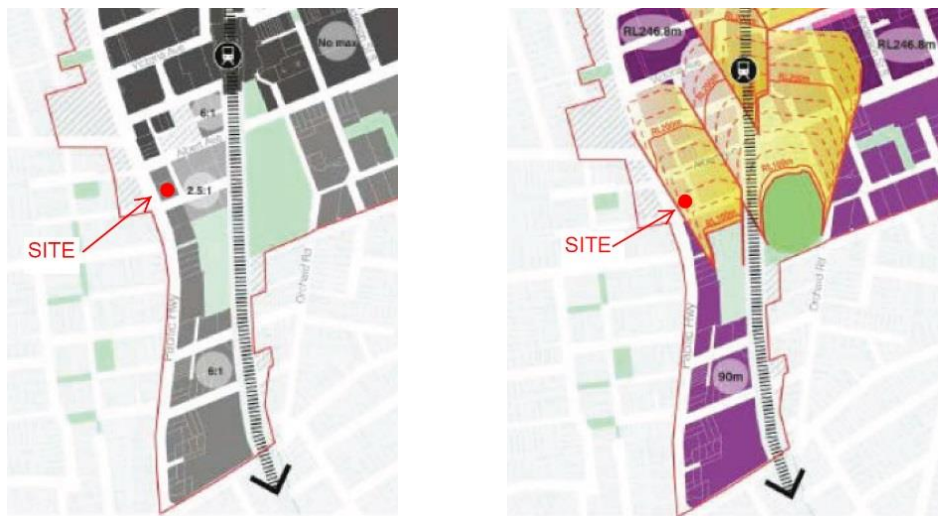 Victoria Ave
No max
6:1
Albert Ave
2.5:1
SITE
Pacific Hwy
Orchard Rd
6:1
RL246.8m
RL246.8m
SITE
Pacific Hwy
Orchard Rd
90m